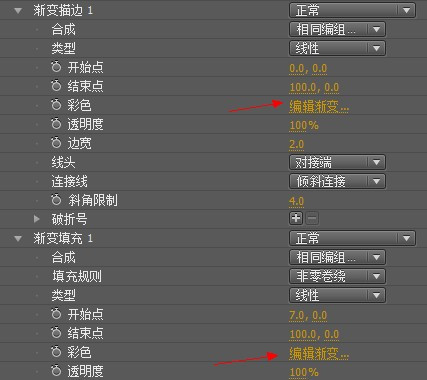 渐变描边 1 正常
合成 相同编组...
类型 线性
开始点 0.0, 0.0
结束点 100.0, 0.0
彩色 编辑渐变...
透明度 100%
边宽 2.0
线头 对接端
连接线 倾斜连接
斜角限制 4.0
破折号 + −
渐变填充 1 正常
合成 相同编组...
填充规则 非零卷绕
类型 线性
开始点 7.0, 0.0
结束点 100.0, 0.0
彩色 编辑渐变...
透明度 100%